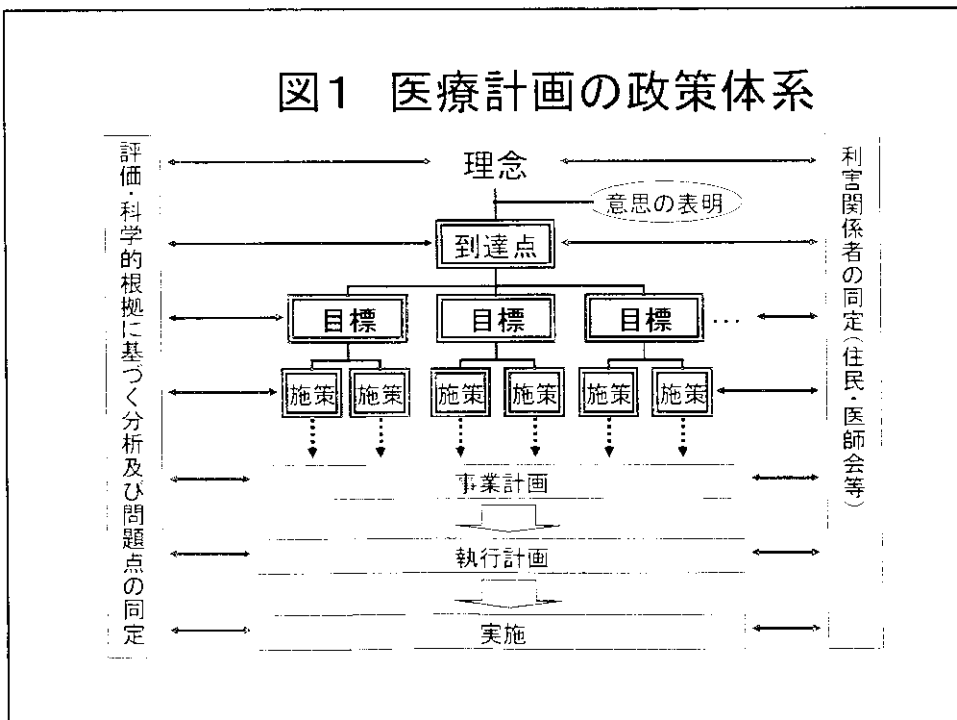 図1 医療計画の政策体系
評価・科学的根拠に基づく分析及び問題点の同定
理念
意思の表明
到達点
目標
目標
目標
・・・
施策
施策
施策
施策
施策
施策
事業計画
執行計画
実施
利害関係者の同定(住民・医師会等)